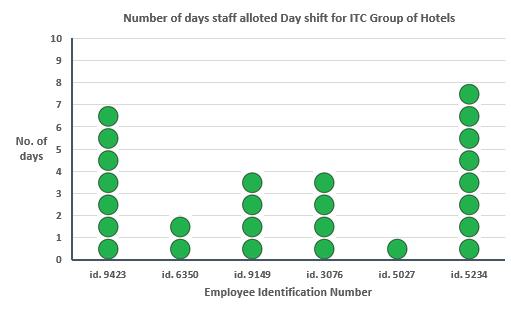 Number of days staff alloted Day shift for ITC Group of Hotels
10
9
8
7
6
5
4
3
2
1
0
No. of
days
id. 9423 id. 6350 id. 9149 id. 3076 id. 5027 id. 5234
Employee Identification Number